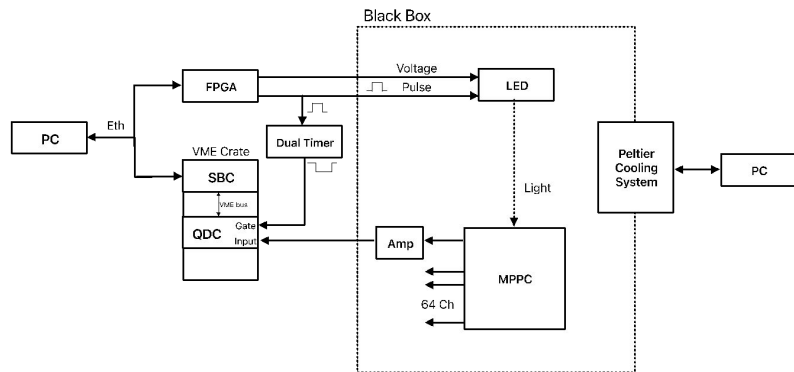 Black Box
Voltage
FPGA
Pulse
LED
Eth
PC
Dual Timer
VME Crate
SBC
Peltier
Cooling
System
PC
Light
VME bus
Gate
QDC
Input
Amp
MPPC
64 Ch